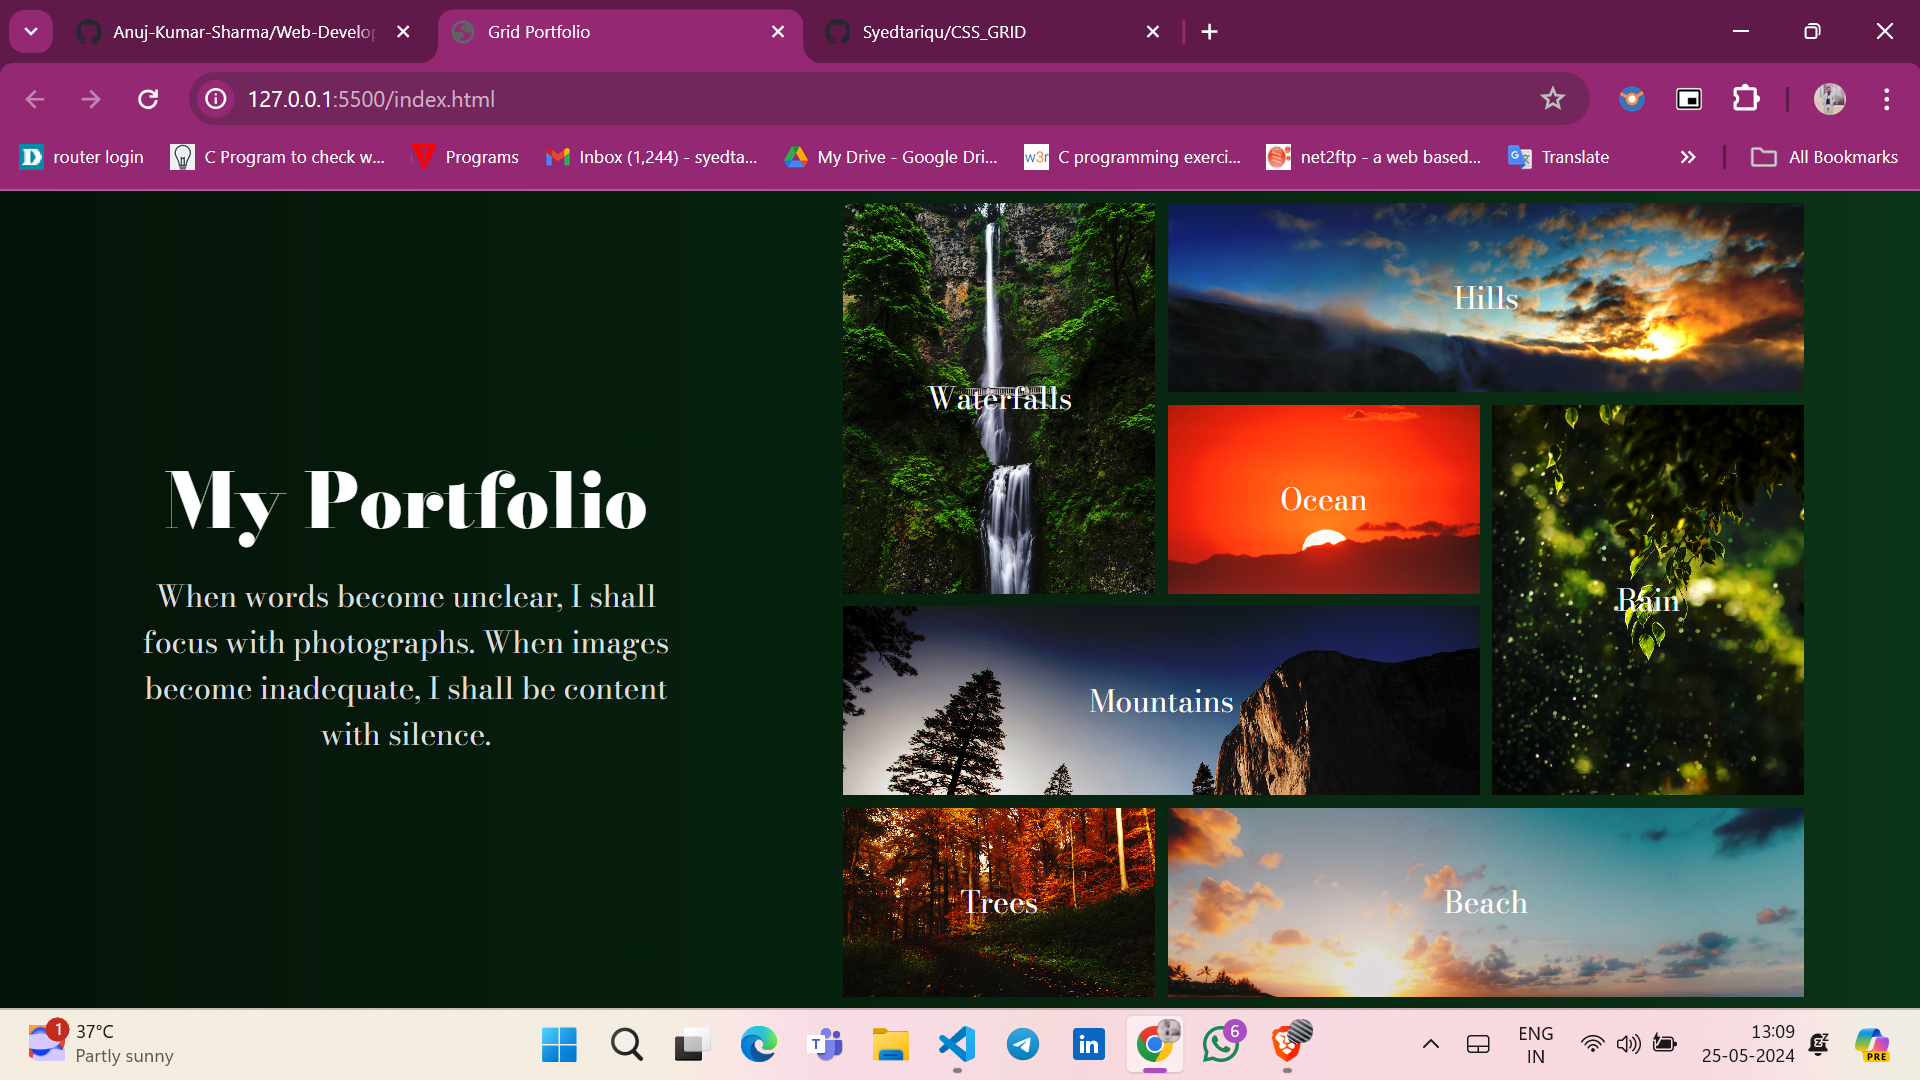 Anuj-Kumar-Sharma/Web-Develop
Grid Portfolio
Syedtariqu/CSS_GRID
127.0.0.1:5500/index.html
router login
C Program to check w...
Programs
Inbox (1,244) - syedta...
My Drive - Google Dri...
w3r
C programming exerci...
net2ftp - a web based...
Translate
All Bookmarks
My Portfolio
When words become unclear, I shall
focus with photographs. When images
become inadequate, I shall be content
with silence.
Waterfalls
Hills
Ocean
Rain
Mountains
Trees
Beach
1
37°C
Partly sunny
6
ENG
IN
13:09
25-05-2024
PRE